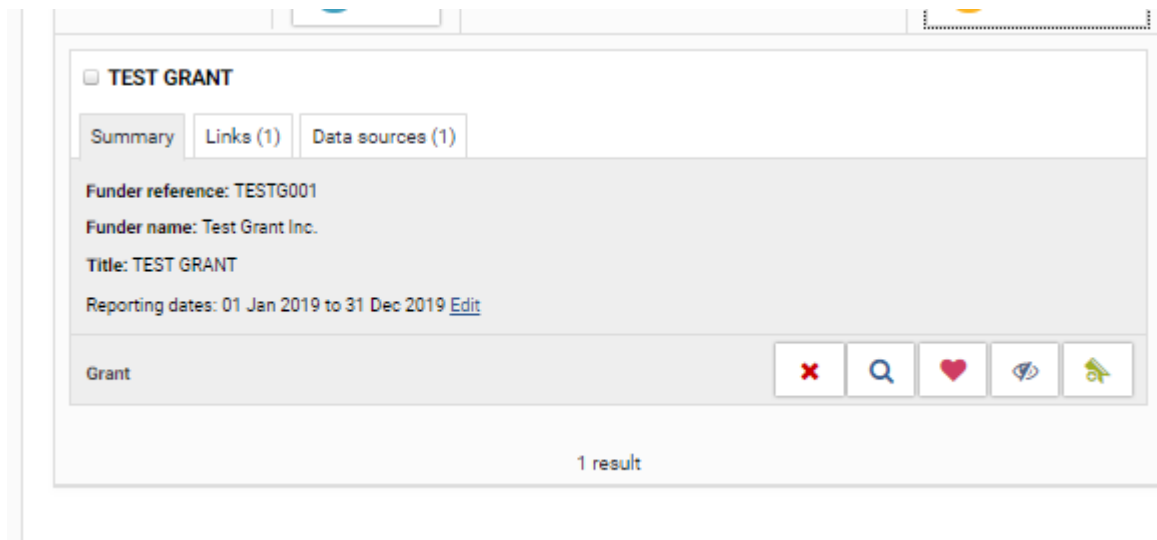 TEST GRANT
Summary Links (1) Data sources (1)
Funder reference: TESTG001
Funder name: Test Grant Inc.
Title: TEST GRANT
Reporting dates: 01 Jan 2019 to 31 Dec 2019 Edit
Grant
1 result